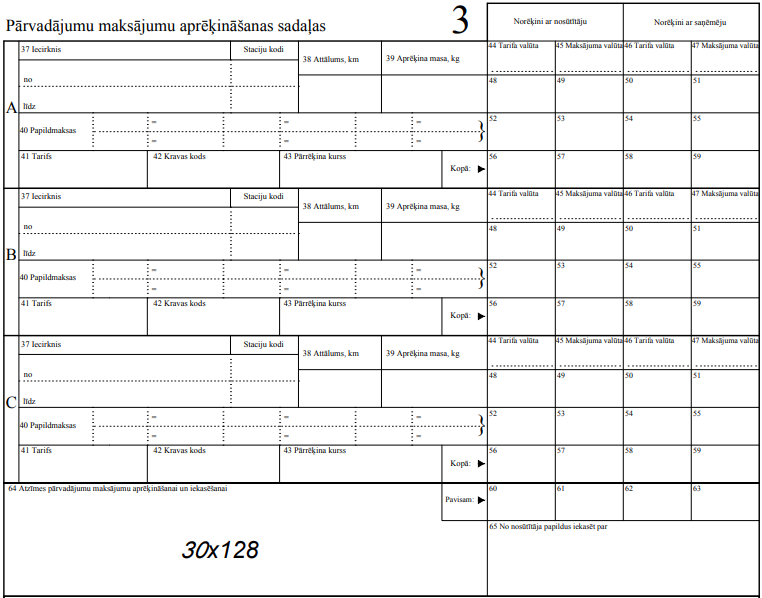 Pārvadājumu maksājumu aprēķināšanas sadaļas 3
Norēķini ar nosūtītāju Norēķini ar saņēmēju
A
37 Iecirknis Staciju kodi 38 Attālums, km 39 Aprēķina masa, kg 44 Tarifa valūta 45 Maksājuma valūta 46 Tarifa valūta 47 Maksājuma valūta
no 48 49 50 51
līdz
40 Papildmaksas = = = } 52 53 54 55
= = =
41 Tarifs 42 Kravas kods 43 Pārrēķina kurss Kopā: ► 56 57 58 59
B
37 Iecirknis Staciju kodi 38 Attālums, km 39 Aprēķina masa, kg 44 Tarifa valūta 45 Maksājuma valūta 46 Tarifa valūta 47 Maksājuma valūta
no 48 49 50 51
līdz
40 Papildmaksas = = = } 52 53 54 55
= = =
41 Tarifs 42 Kravas kods 43 Pārrēķina kurss Kopā: ► 56 57 58 59
C
37 Iecirknis Staciju kodi 38 Attālums, km 39 Aprēķina masa, kg 44 Tarifa valūta 45 Maksājuma valūta 46 Tarifa valūta 47 Maksājuma valūta
no 48 49 50 51
līdz
40 Papildmaksas = = = } 52 53 54 55
= = =
41 Tarifs 42 Kravas kods 43 Pārrēķina kurss Kopā: ► 56 57 58 59
64 Atzīmes pārvadājumu maksājumu aprēķināšanai un iekasēšanai Pavisam: ► 60 61 62 63
65 No nosūtītāja papildus iekasēt par
30x128